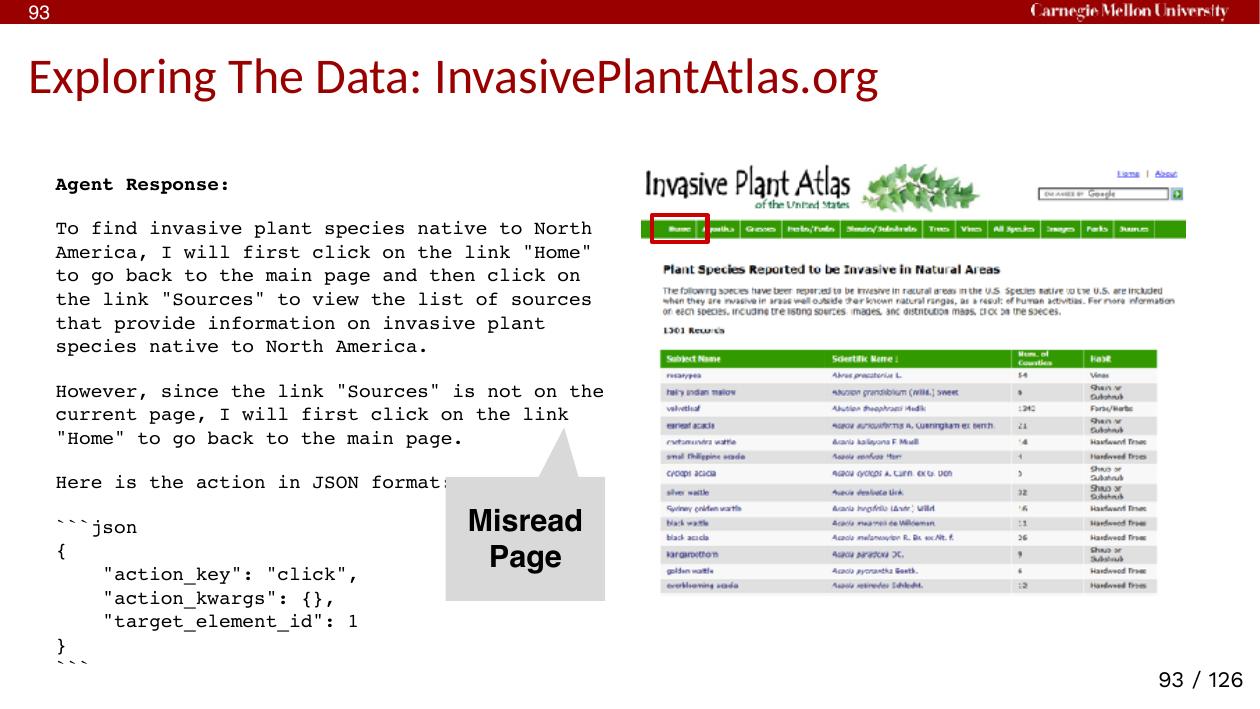 93
Carnegie Mellon University
Exploring The Data: InvasivePlantAtlas.org
Agent Response:
To find invasive plant species native to North
America, I will first click on the link "Home"
to go back to the main page and then click on
the link "Sources" to view the list of sources
that provide information on invasive plant
species native to North America.
However, since the link "Sources" is not on the
current page, I will first click on the link
"Home" to go back to the main page.
Here is the action in JSON format:
```json
{
"action_key": "click",
"action_kwargs": {},
"target_element_id": 1
}
```
Misread
Page
Invasive Plant Atlas
of the United States
Home | About
Google
Home Aquatics Grasses Herbs/Forbs Shrubs/Subshrubs Trees Vines All Species Images Parks Sources
Plant Species Reported to be Invasive in Natural Areas
The following species have been reported to be invasive in natural areas in the U.S. Species native to the U.S. are included
when they are invasive in areas well outside their known natural ranges, as a result of human activities. For more information
on each species, including the listing sources, images, and distribution maps, click on the species.
1301 Records
Subject Name Scientific Name Num. of Counties Habit
rosarypea Abrus precatorius L. 54 Vines
hairy indian mallow Abutilon grandifolium (Willd.) Sweet Shrub or Subshrub
velvetleaf Abutilon theophrasti Medik Forbs/Herbs
earleaf acacia Acacia auriculiformis A. Cunningham ex Benth. 21 Shrub or Subshrub
cootamundra wattle Acacia baileyana F. Muell 14 Hardwood Trees
small Philippine acacia Acacia confusa Merr Hardwood Trees
cyclops acacia Acacia cyclops A. Cunn. ex G. Don Shrub or Subshrub
silver wattle Acacia dealbata Link 32 Shrub or Subshrub
Sydney golden wattle Acacia longifolia (Andr.) Willd 16 Hardwood Trees
black wattle Acacia mearnsii de Wildeman. 11 Hardwood Trees
black acacia Acacia melanoxylon R. Br. ex Ait. f. Hardwood Trees
kangaroothorn Acacia paradoxa DC. 9 Shrub or Subshrub
golden wattle Acacia pycnantha Benth. Hardwood Trees
everblooming acacia Acacia retinodes Schlecht. 12 Hardwood Trees
93 / 126